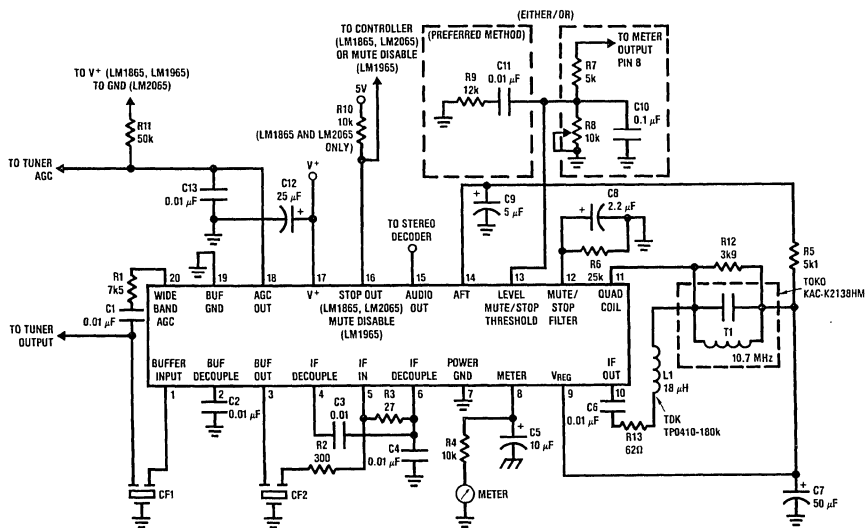 (EITHER/OR)
TO CONTROLLER
(LM1865, LM2065)
OR MUTE DISABLE
(LM1965)
(PREFERRED METHOD)
TO METER
OUTPUT
PIN 8
C11
0.01 μF
R9
12k
R7
5k
C10
0.1 μF
R8
10k
TO V+ (LM1865, LM1965)
TO GND (LM2065)
5V
R10
10k
(LM1865 AND LM2065
ONLY)
R11
50k
TO TUNER
AGC
V+
C12
25 μF
+
C13
0.01 μF
TO STEREO
DECODER
+
C9
5 μF
C8
+
2.2 μF
R6
25k
R12
3k9
R5
5k1
TOKO
KAC-K2138HM
R1
7k5
C1
0.01 μF
TO TUNER
OUTPUT
20
19
18
17
16
15
14
13
12
11
WIDE
BAND
AGC
BUF
GND
AGC
OUT
V+
STOP OUT
(LM1865, LM2065)
MUTE DISABLE
(LM1965)
AUDIO
OUT
AFT
LEVEL
MUTE/STOP
THRESHOLD
MUTE/
STOP
FILTER
QUAD
COIL
T1
10.7 MHz
BUFFER
INPUT
BUF
DECOUPLE
BUF
OUT
IF
DECOUPLE
IF
IN
IF
DECOUPLE
POWER
GND
METER
VREG
IF
OUT
1
2
3
4
5
6
7
8
9
10
L1
18 μH
C2
0.01 μF
C3
0.01
R3
27
R2
300
C4
0.01 μF
R4
10k
+
C5
10 μF
C6
0.01 μF
R13
62Ω
TDK
TP0410-180k
CF1
CF2
METER
+
C7
50 μF